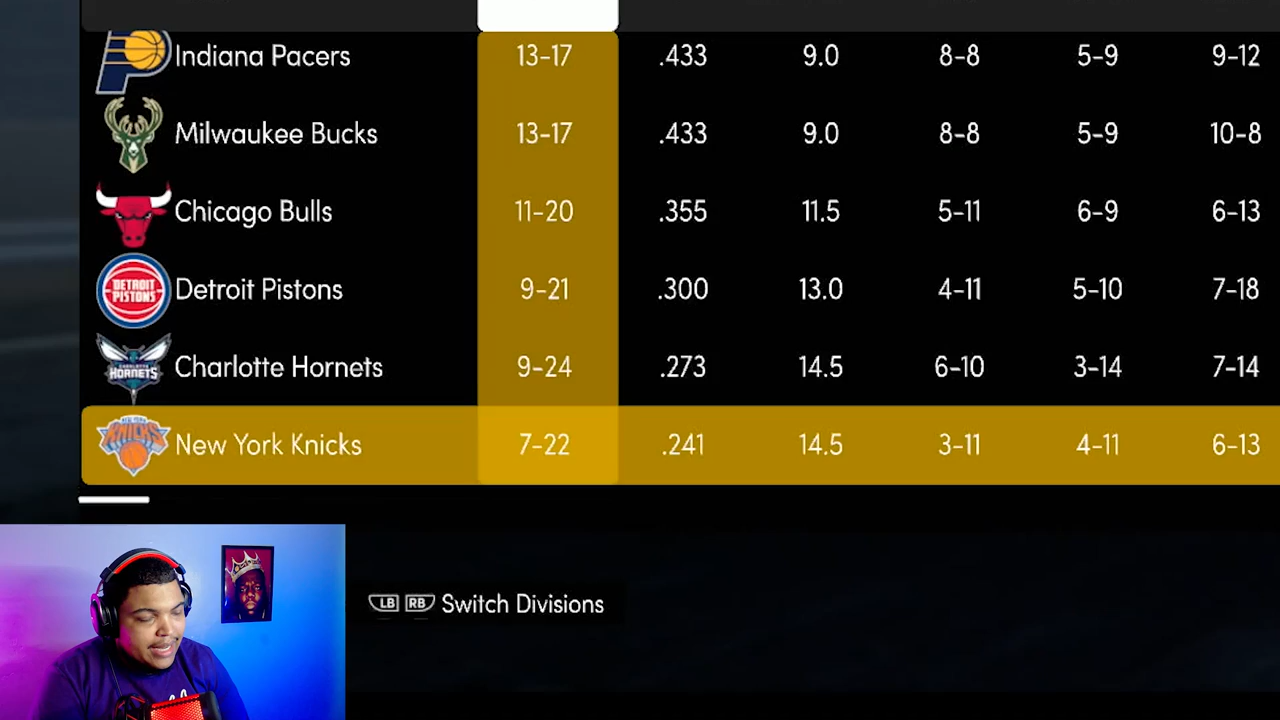 Indiana Pacers 13-17 .433 9.0 8-8 5-9 9-12
Milwaukee Bucks 13-17 .433 9.0 8-8 5-9 10-8
Chicago Bulls 11-20 .355 11.5 5-11 6-9 6-13
DETROIT
PISTONS
Detroit Pistons 9-21 .300 13.0 4-11 5-10 7-18
HORNETS
Charlotte Hornets 9-24 .273 14.5 6-10 3-14 7-14
KNICKS
New York Knicks 7-22 .241 14.5 3-11 4-11 6-13
LB RB Switch Divisions